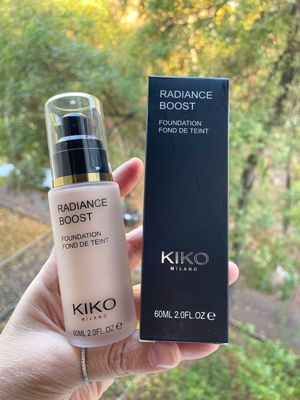 RADIANCE
BOOST
FOUNDATION
FOND DE TEINT
KIKO
MILANO
60ML 2.0FL.OZ e
RADIANCE
BOOST
FOUNDATION
FOND DE TEINT
KIKO
MILANO
60ML 2.0FL.OZ e